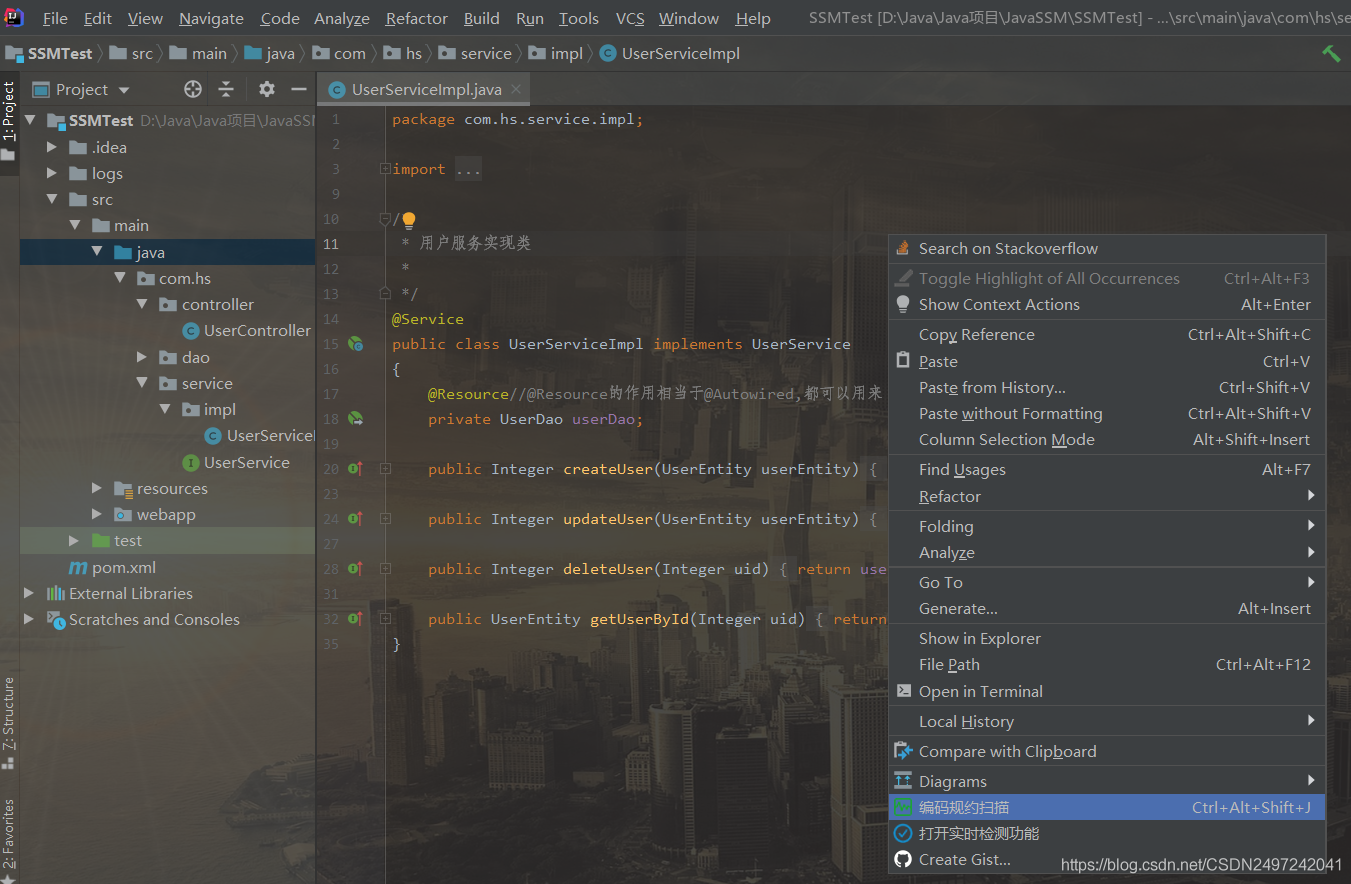 File Edit View Navigate Code Analyze Refactor Build Run Tools VCS Window Help SSMTest [D:\Java\Java项目\JavaSSM\SSMTest] - ...\src\main\java\com\hs\se
SSMTest src main java com hs service impl UserServiceImpl
1: Project
Project
UserServiceImpl.java
SSMTest D:\Java\Java项目\JavaSSM
.idea
logs
src
main
java
com.hs
controller
UserController
dao
service
impl
UserServiceI
UserService
resources
webapp
test
pom.xml
External Libraries
Scratches and Consoles
7: Structure
2: Favorites
1 package com.hs.service.impl;
2
3 import ...
9
10 /
11 * 用户服务实现类
12 *
13 */
14 @Service
15 public class UserServiceImpl implements UserService
16 {
17 @Resource//@Resource的作用相当于@Autowired,都可以用来
18 private UserDao userDao;
19
20 public Integer createUser(UserEntity userEntity) {
23
24 public Integer updateUser(UserEntity userEntity) {
27
28 public Integer deleteUser(Integer uid) { return use
31
32 public UserEntity getUserById(Integer uid) { return
35 }
Search on Stackoverflow
Toggle Highlight of All Occurrences Ctrl+Alt+F3
Show Context Actions Alt+Enter
Copy Reference Ctrl+Alt+Shift+C
Paste Ctrl+V
Paste from History... Ctrl+Shift+V
Paste without Formatting Ctrl+Alt+Shift+V
Column Selection Mode Alt+Shift+Insert
Find Usages Alt+F7
Refactor
Folding
Analyze
Go To
Generate... Alt+Insert
Show in Explorer
File Path Ctrl+Alt+F12
Open in Terminal
Local History
Compare with Clipboard
Diagrams
编码规约扫描 Ctrl+Alt+Shift+J
打开实时检测功能
Create Gist...
https://blog.csdn.net/CSDN2497242041